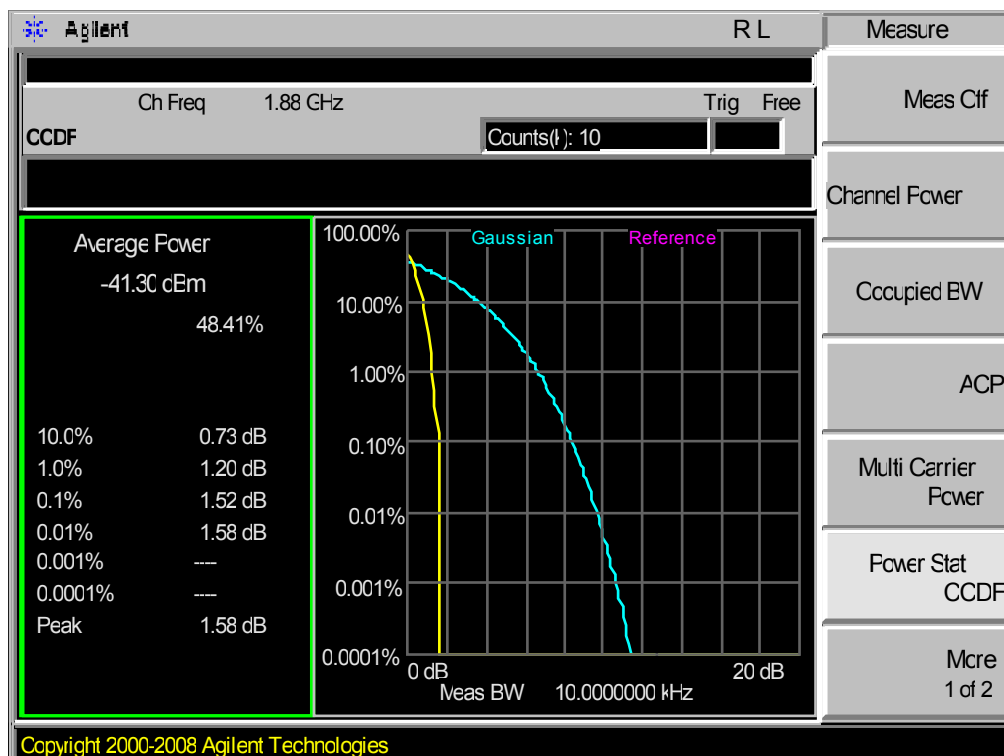 Agilent
R L
Measure
Ch Freq 1.88 GHz
Trig Free
CCDF
Counts(k): 10
Average Power
-41.30 dBm
48.41%
10.0% 0.73 dB
1.0% 1.20 dB
0.1% 1.52 dB
0.01% 1.58 dB
0.001% ----
0.0001% ----
Peak 1.58 dB
Gaussian
Reference
100.00%
10.00%
1.00%
0.10%
0.01%
0.001%
0.0001%
0 dB
20 dB
Meas BW 10.0000000 kHz
Meas Off
Channel Power
Occupied BW
ACP
Multi Carrier
Power
Power Stat
CCDF
More
1 of 2
Copyright 2000-2008 Agilent Technologies